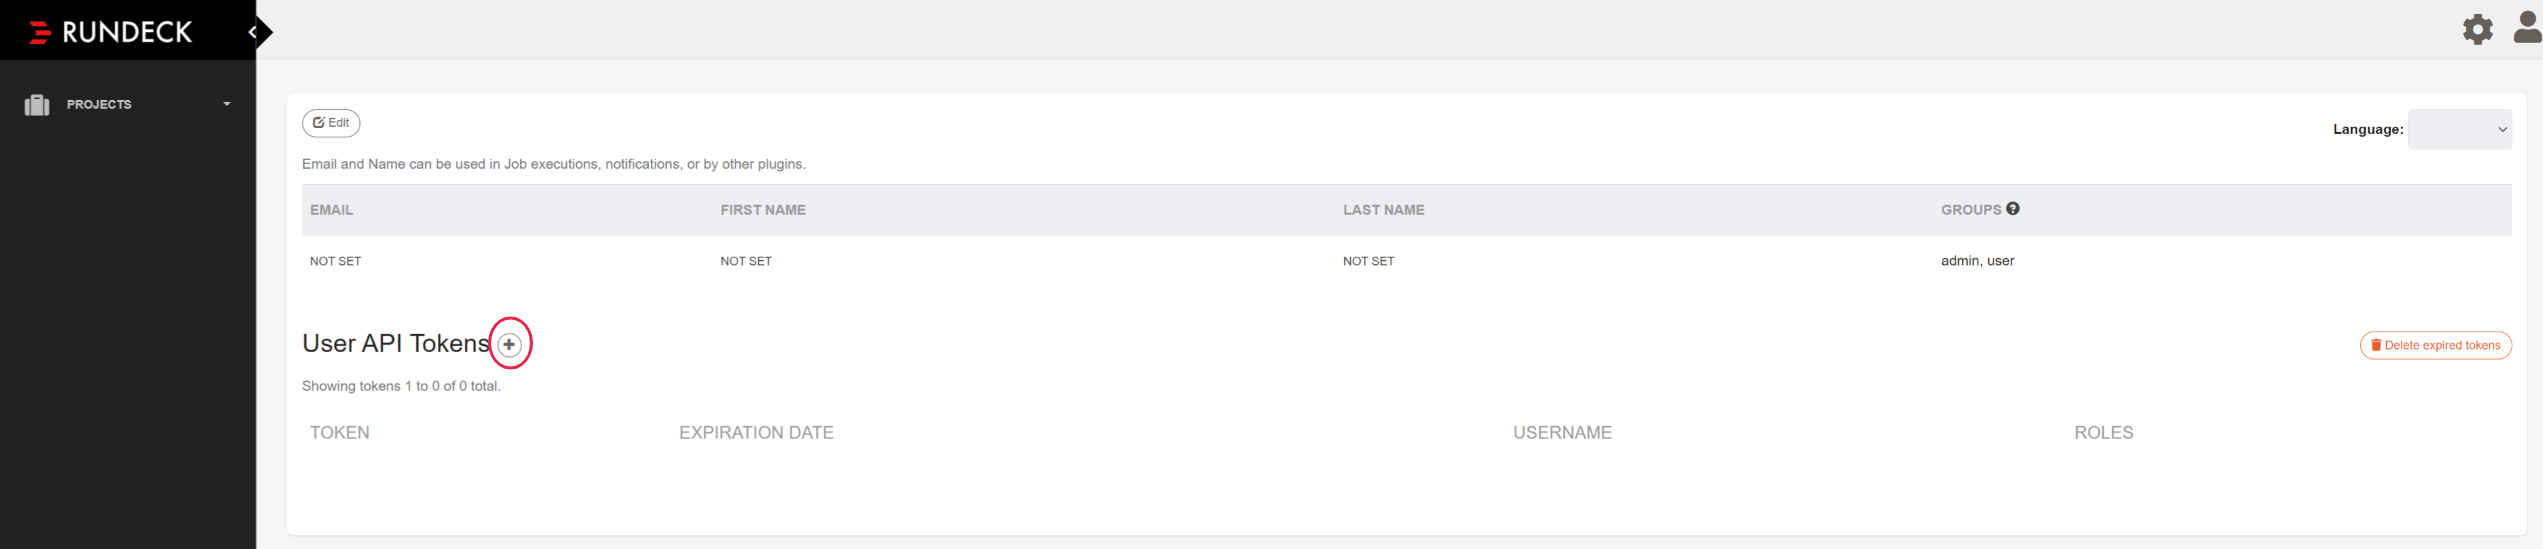 RUNDECK
PROJECTS
Edit
Language:
Email and Name can be used in Job executions, notifications, or by other plugins.
EMAIL FIRST NAME LAST NAME GROUPS
NOT SET NOT SET NOT SET admin, user
User API Tokens
Delete expired tokens
Showing tokens 1 to 0 of 0 total.
TOKEN EXPIRATION DATE USERNAME ROLES